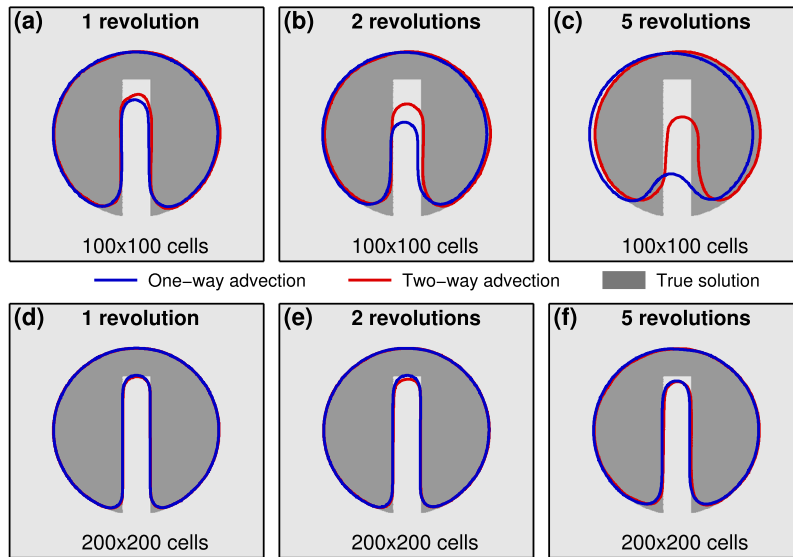 (a) 1 revolution
(b) 2 revolutions
(c) 5 revolutions
100x100 cells
100x100 cells
100x100 cells
One−way advection
Two−way advection
True solution
(d) 1 revolution
(e) 2 revolutions
(f) 5 revolutions
200x200 cells
200x200 cells
200x200 cells